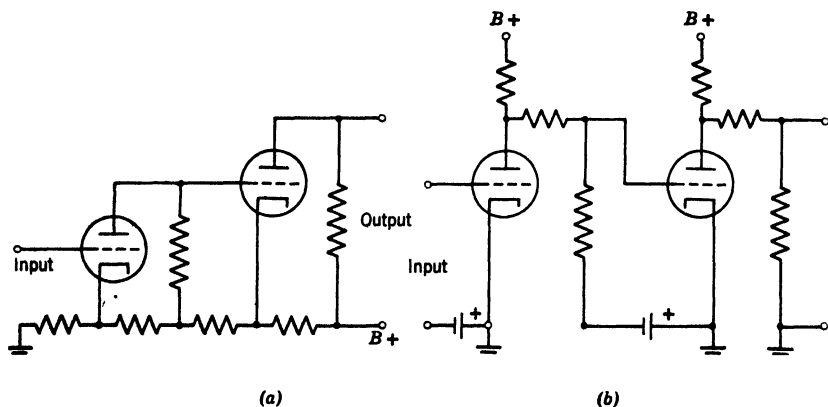 B+ B+
Input
Output
B+
Input
+ +
(a) (b)